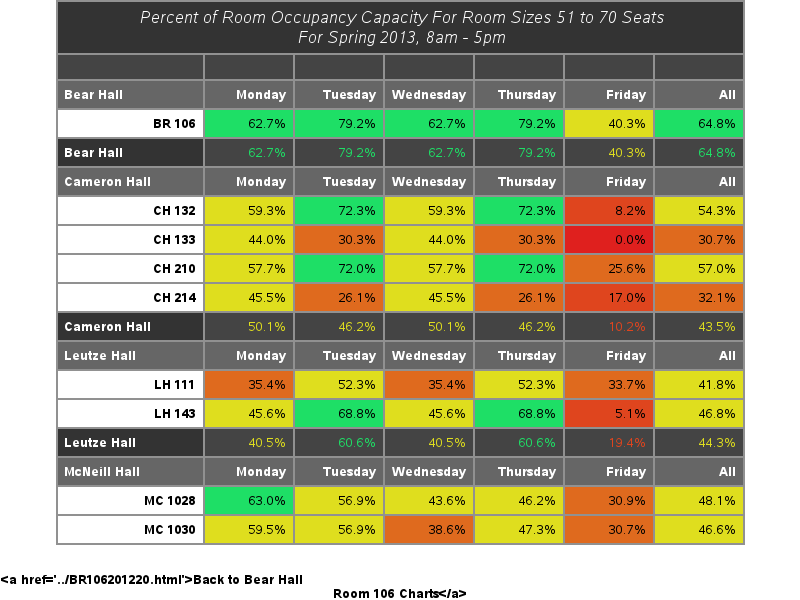 Percent of Room Occupancy Capacity For Room Sizes 51 to 70 Seats
For Spring 2013, 8am - 5pm
Bear Hall Monday Tuesday Wednesday Thursday Friday All
BR 106 62.7% 79.2% 62.7% 79.2% 40.3% 64.8%
Bear Hall 62.7% 79.2% 62.7% 79.2% 40.3% 64.8%
Cameron Hall Monday Tuesday Wednesday Thursday Friday All
CH 132 59.3% 72.3% 59.3% 72.3% 8.2% 54.3%
CH 133 44.0% 30.3% 44.0% 30.3% 0.0% 30.7%
CH 210 57.7% 72.0% 57.7% 72.0% 25.6% 57.0%
CH 214 45.5% 26.1% 45.5% 26.1% 17.0% 32.1%
Cameron Hall 50.1% 46.2% 50.1% 46.2% 10.2% 43.5%
Leutze Hall Monday Tuesday Wednesday Thursday Friday All
LH 111 35.4% 52.3% 35.4% 52.3% 33.7% 41.8%
LH 143 45.6% 68.8% 45.6% 68.8% 5.1% 46.8%
Leutze Hall 40.5% 60.6% 40.5% 60.6% 19.4% 44.3%
McNeill Hall Monday Tuesday Wednesday Thursday Friday All
MC 1028 63.0% 56.9% 43.6% 46.2% 30.9% 48.1%
MC 1030 59.5% 56.9% 38.6% 47.3% 30.7% 46.6%
<a href='../BR106201220.html'>Back to Bear Hall
Room 106 Charts</a>